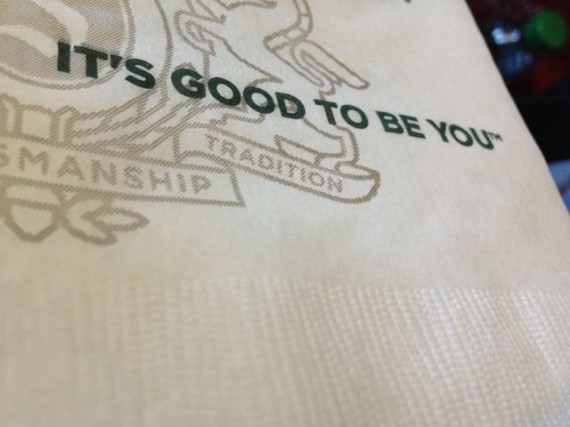 IT'S GOOD TO BE YOU™
SMANSHIP TRADITION